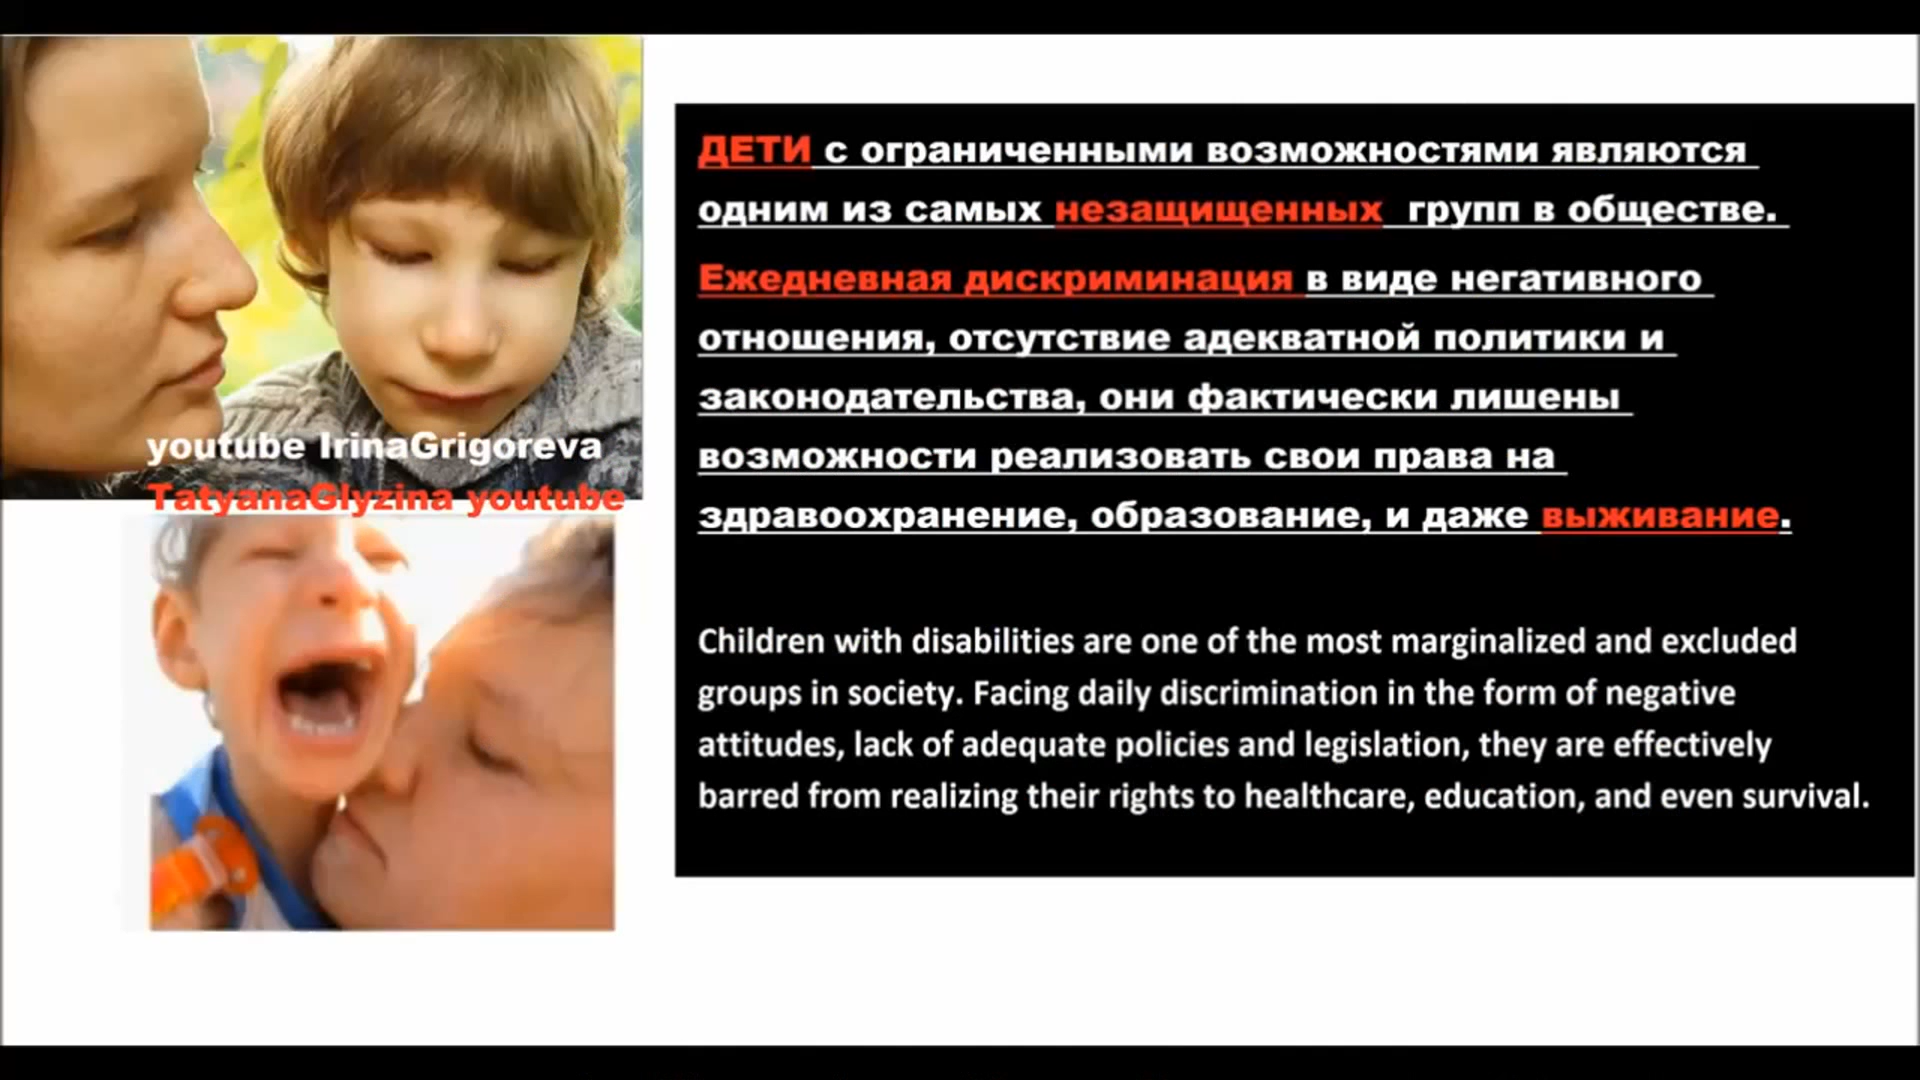 youtube IrinaGrigoreva
TatyanaGlyzina youtube
ДЕТИ с ограниченными возможностями являются
одним из самых незащищенных групп в обществе.
Ежедневная дискриминация в виде негативного
отношения, отсутствие адекватной политики и
законодательства, они фактически лишены
возможности реализовать свои права на
здравоохранение, образование, и даже выживание.
Children with disabilities are one of the most marginalized and excluded
groups in society. Facing daily discrimination in the form of negative
attitudes, lack of adequate policies and legislation, they are effectively
barred from realizing their rights to healthcare, education, and even survival.